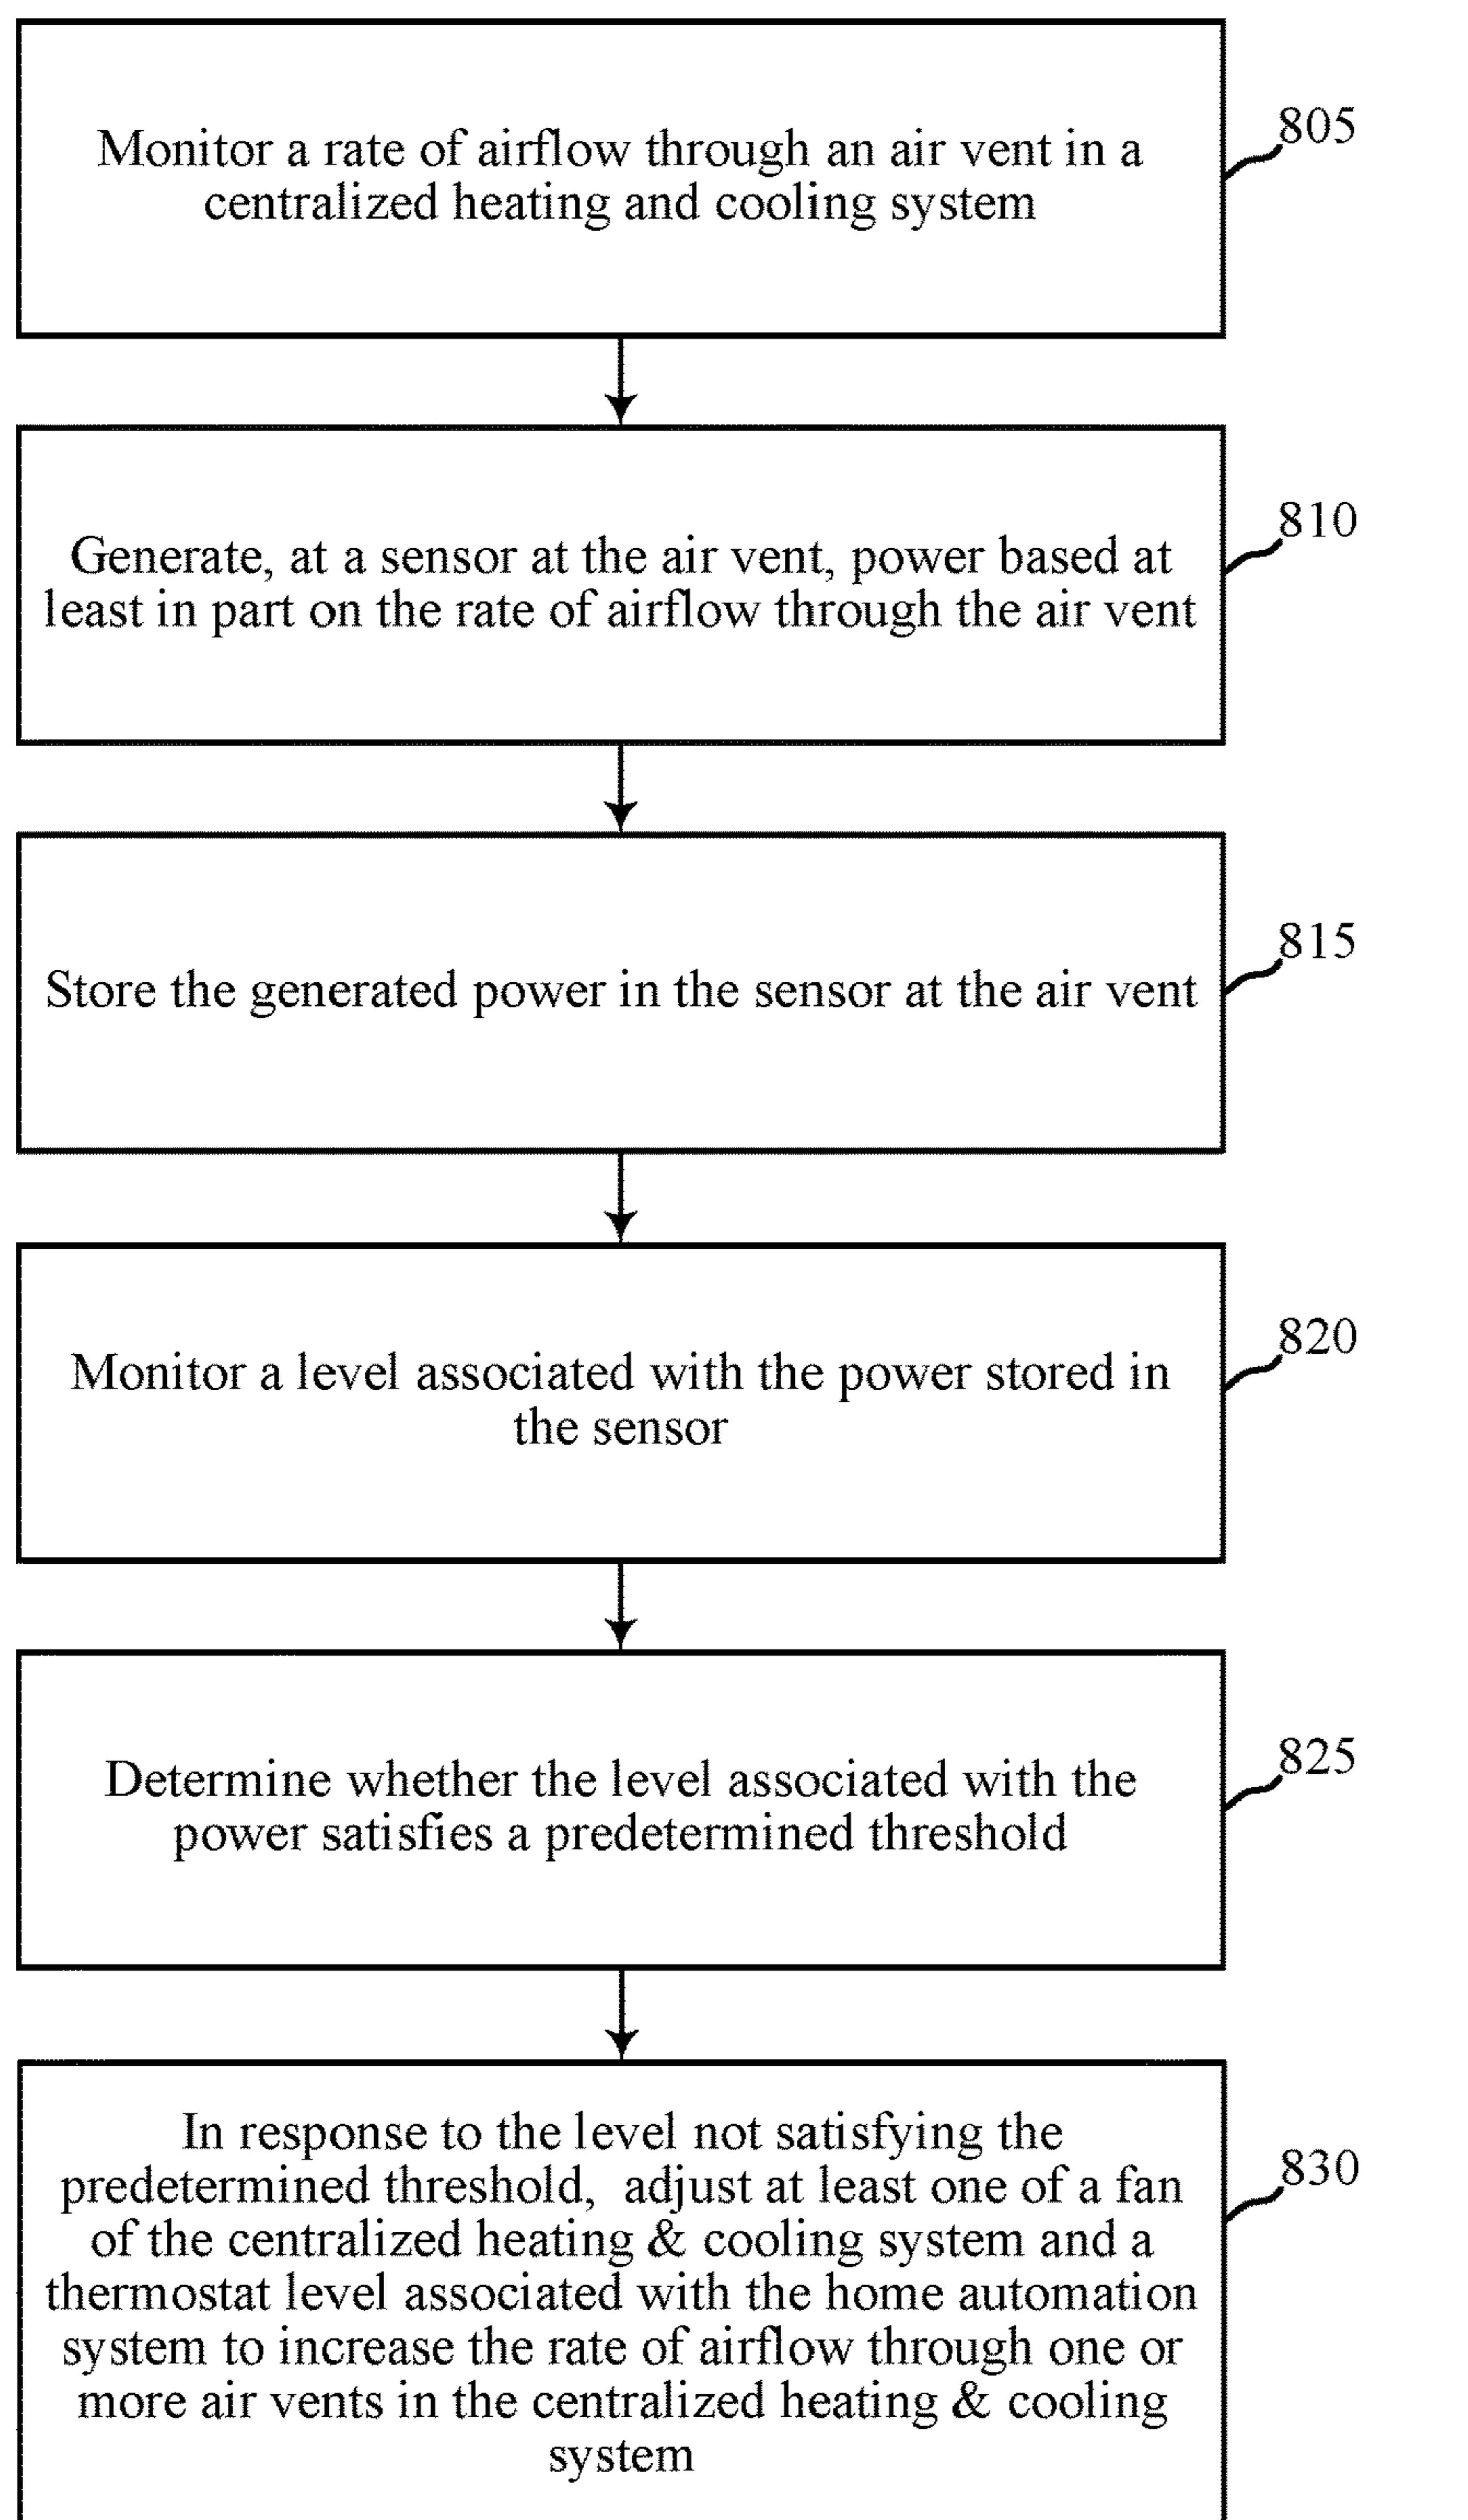 Monitor a rate of airflow through an air vent in a
centralized heating and cooling system
805
Generate, at a sensor at the air vent, power based at
least in part on the rate of airflow through the air vent
810
Store the generated power in the sensor at the air vent
815
Monitor a level associated with the power stored in
the sensor
820
Determine whether the level associated with the
power satisfies a predetermined threshold
825
In response to the level not satisfying the
predetermined threshold, adjust at least one of a fan
of the centralized heating & cooling system and a
thermostat level associated with the home automation
system to increase the rate of airflow through one or
more air vents in the centralized heating & cooling
system
830